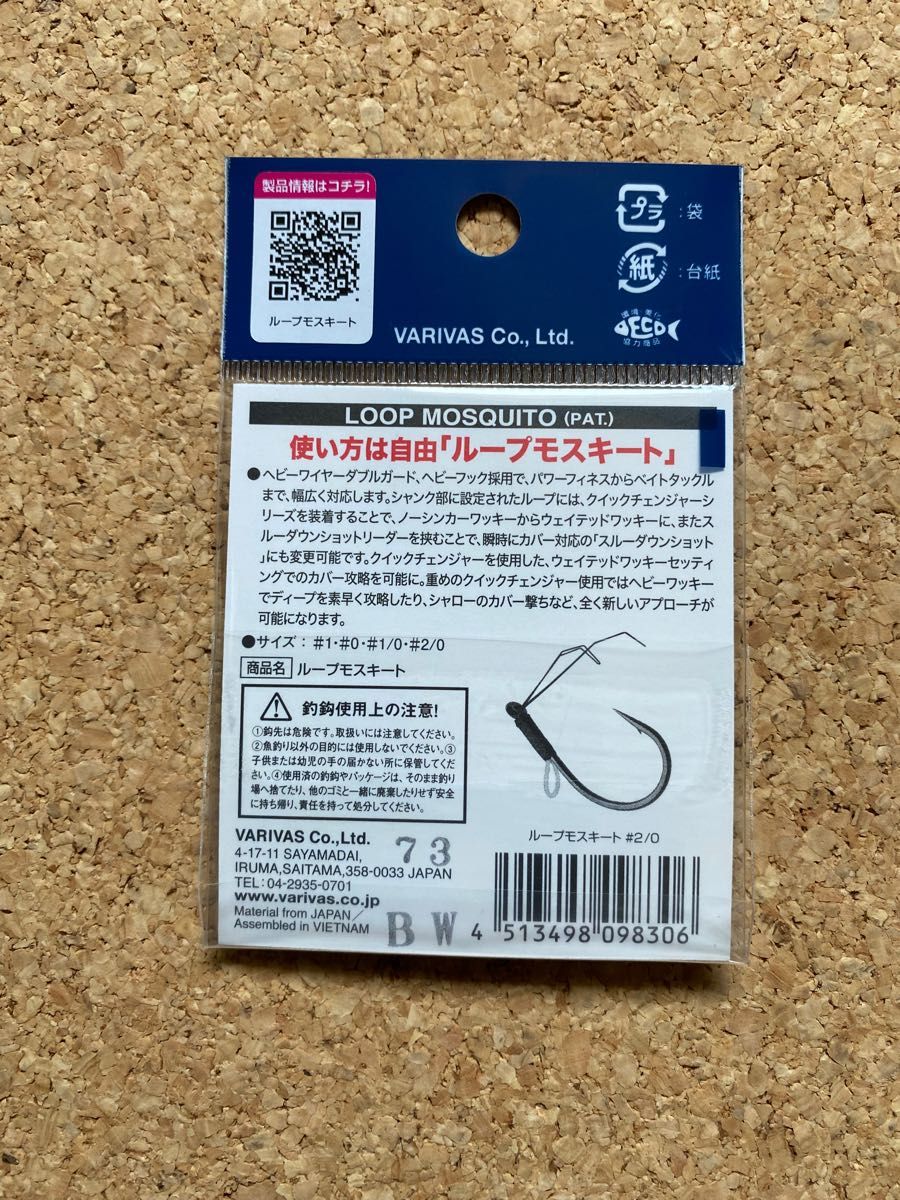 製品情報はコチラ!
ループモスキート
プラ :袋
紙 :台紙
環境・美化
ECO
協力商品
VARIVAS Co., Ltd.
LOOP MOSQUITO (PAT.)
使い方は自由「ループモスキート」
●ヘビーワイヤーダブルガード、ヘビーフック採用で、パワーフィネスからベイトタックル
まで、幅広く対応します。シャンク部に設定されたループには、クイックチェンジャーシ
リーズを装着することで、ノーシンカーワッキーからウェイテッドワッキーに、またス
ルーダウンショットリーダーを挟むことで、瞬時にカバー対応の「スルーダウンショット」
にも変更可能です。クイックチェンジャーを使用した、ウェイテッドワッキーセッティ
ングでのカバー攻略を可能に。重めのクイックチェンジャー使用ではヘビーワッキー
でディープを素早く攻略したり、シャローのカバー撃ちなど、全く新しいアプローチが
可能になります。
●サイズ：#1・#0・#1/0・#2/0
商品名 ループモスキート
釣鈎使用上の注意!
①鈎先は危険です。取扱いには注意してください。
②魚釣り以外の目的には使用しないでください。③
子供または幼児の手の届かない所に保管してくださ
い。④使用済の釣鈎やパッケージは、そのまま釣り
場へ捨てたり、他のゴミと一緒に廃棄したりせず安全
に持ち帰り、責任を持って処分してください。
ループモスキート #2/0
VARIVAS Co.,Ltd.
4-17-11 SAYAMADAI,
IRUMA,SAITAMA,358-0033 JAPAN
TEL：04-2935-0701
www.varivas.co.jp
Material from JAPAN／
Assembled in VIETNAM
73
BW
4 513498 098306